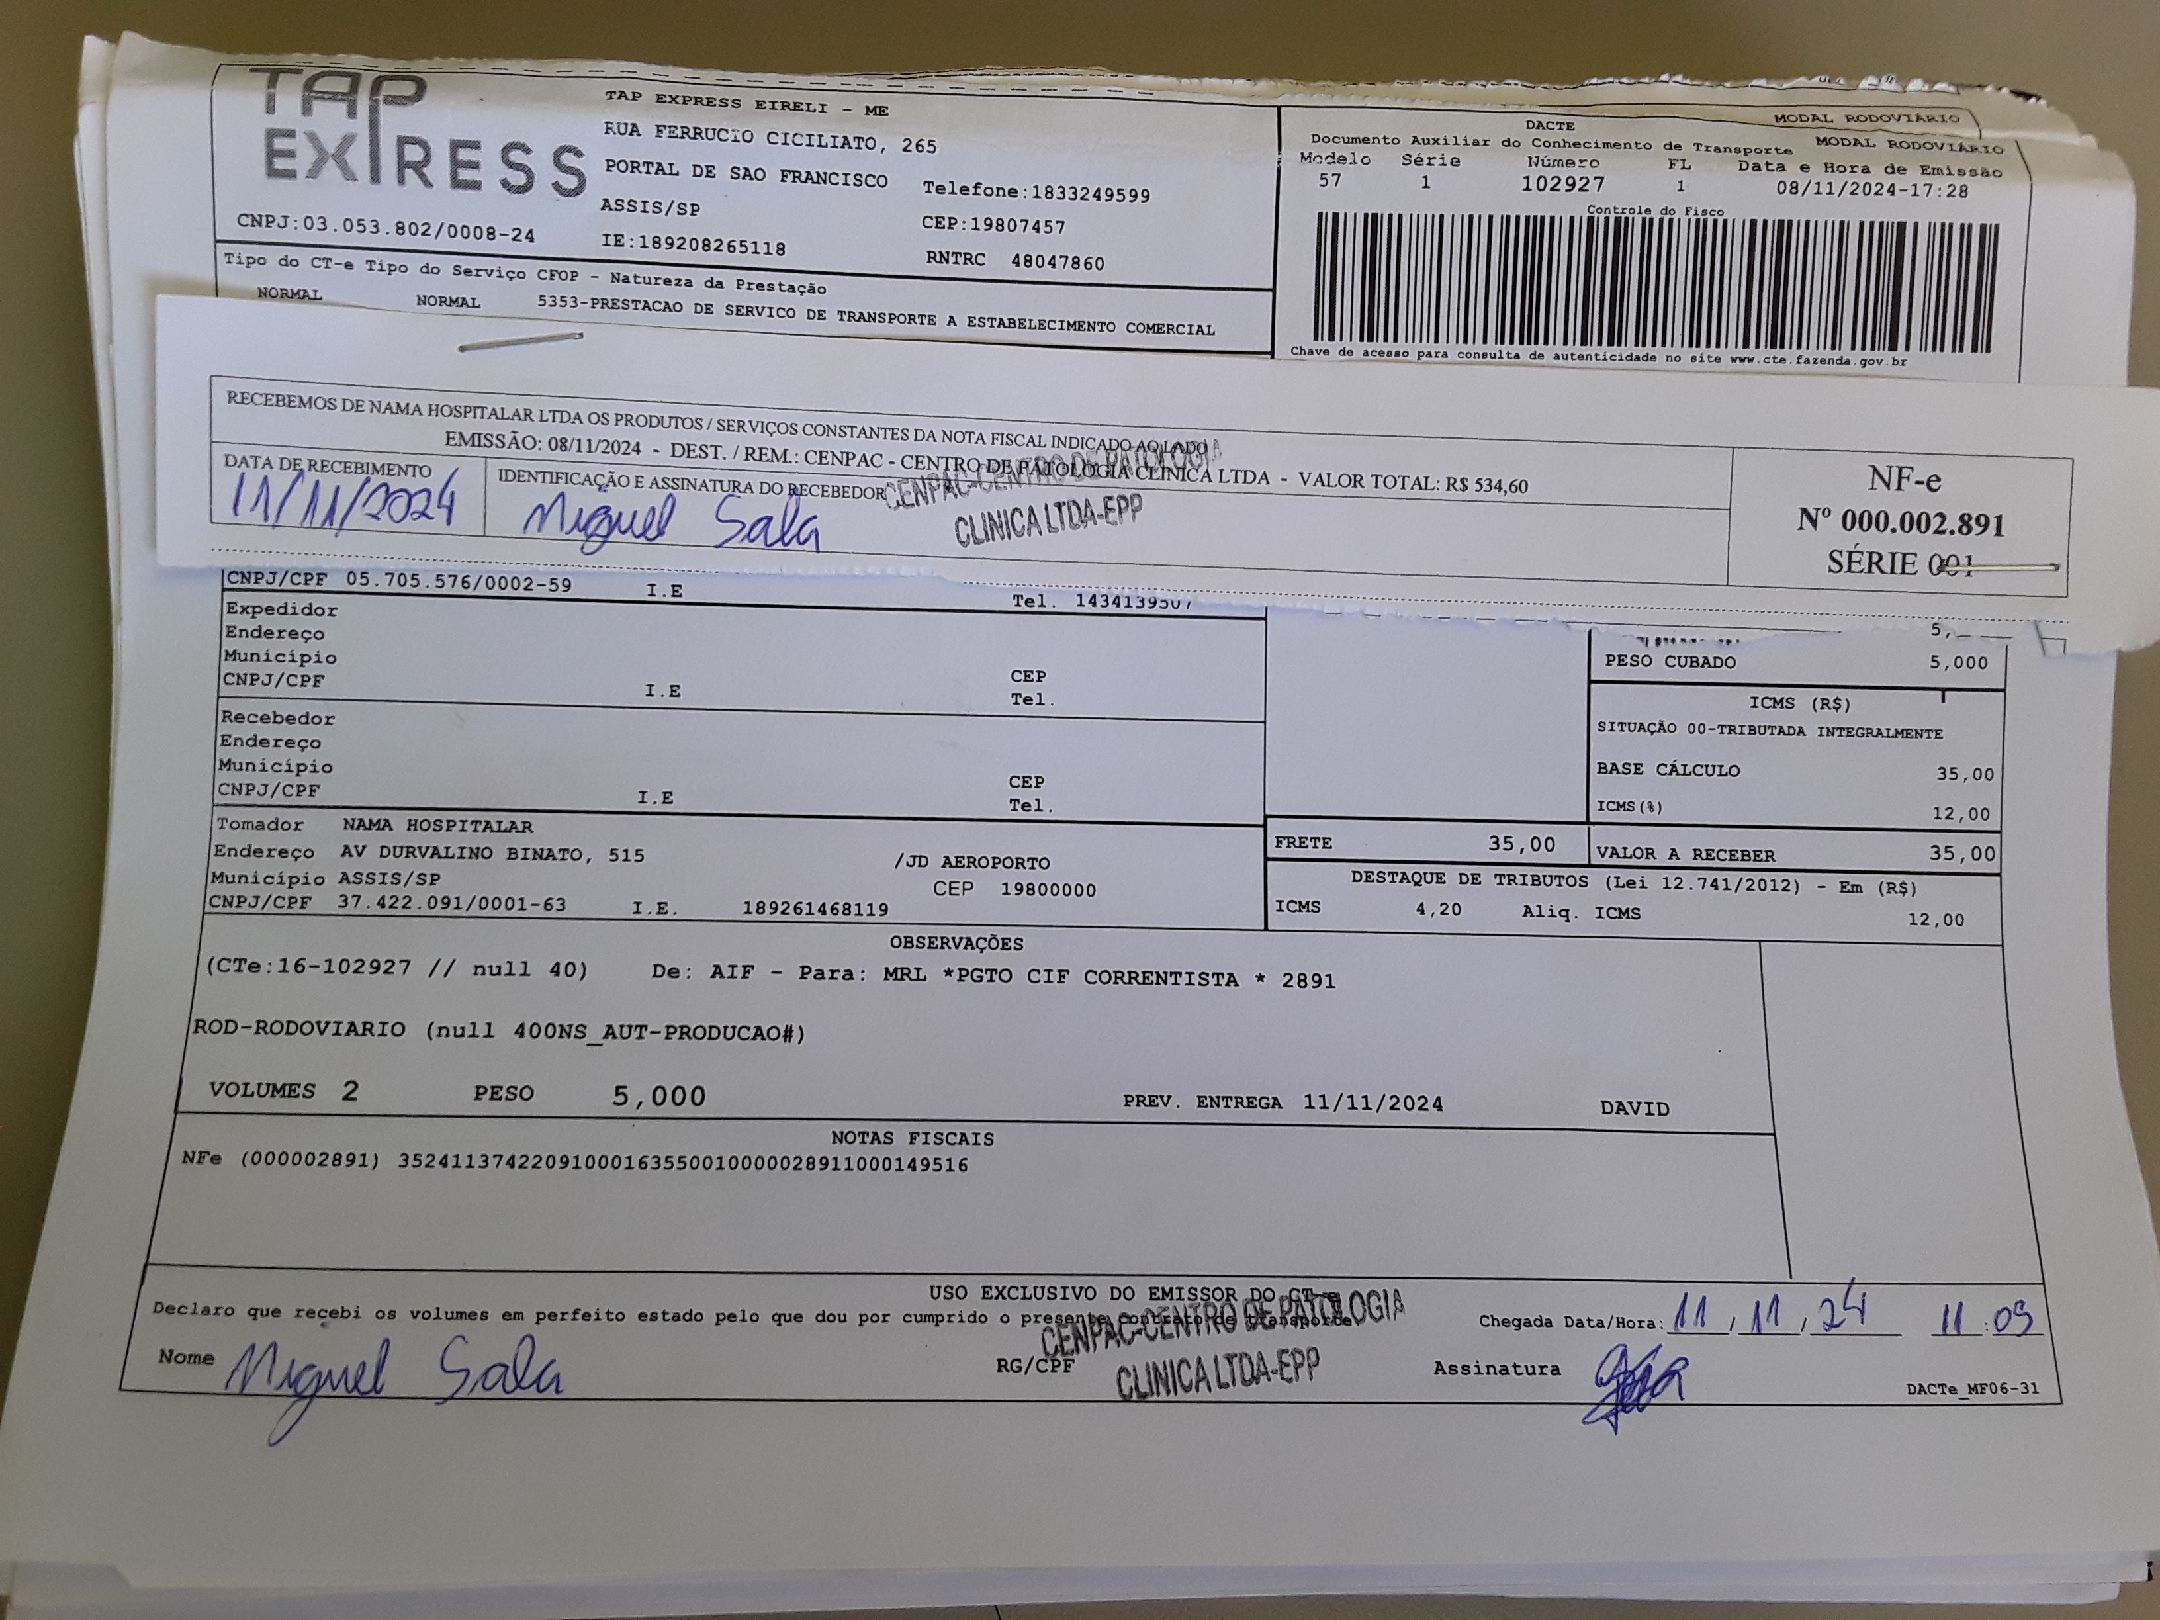 TAP EXPRESS
TAP EXPRESS EIRELI - ME
RUA FERRUCIO CICILIATO, 265
PORTAL DE SAO FRANCISCO Telefone:1833249599
ASSIS/SP CEP:19807457
CNPJ:03.053.802/0008-24 IE:189208265118 RNTRC 48047860
MODAL RODOVIÁRIO
DACTE MODAL RODOVIÁRIO
Documento Auxiliar do Conhecimento de Transporte
Modelo Série Número FL Data e Hora de Emissão
57 1 102927 1 08/11/2024-17:28
Controle do Fisco
Chave de acesso para consulta de autenticidade no site www.cte.fazenda.gov.br
Tipo do CT-e Tipo do Serviço CFOP - Natureza da Prestação
NORMAL NORMAL 5353-PRESTACAO DE SERVICO DE TRANSPORTE A ESTABELECIMENTO COMERCIAL
RECEBEMOS DE NAMA HOSPITALAR LTDA OS PRODUTOS / SERVIÇOS CONSTANTES DA NOTA FISCAL INDICADO AO LADO
EMISSÃO: 08/11/2024 - DEST. / REM.: CENPAC - CENTRO DE PATOLOGIA CLINICA LTDA - VALOR TOTAL: R$ 534,60
DATA DE RECEBIMENTO IDENTIFICAÇÃO E ASSINATURA DO RECEBEDOR
11/11/2024 Miguel Sala
CENPAC-CENTRO DE PATOLOGIA
CLINICA LTDA-EPP
NF-e
Nº 000.002.891
SÉRIE 001
CNPJ/CPF 05.705.576/0002-59 I.E Tel. 1434139507
Expedidor
Endereço
Município CEP
CNPJ/CPF I.E Tel.
Recebedor
Endereço
Município CEP
CNPJ/CPF I.E Tel.
PESO CUBADO 5,000
ICMS (R$)
SITUAÇÃO 00-TRIBUTADA INTEGRALMENTE
BASE CÁLCULO 35,00
ICMS(%) 12,00
Tomador NAMA HOSPITALAR
Endereço AV DURVALINO BINATO, 515 /JD AEROPORTO
Município ASSIS/SP CEP 19800000
CNPJ/CPF 37.422.091/0001-63 I.E. 189261468119
FRETE 35,00 VALOR A RECEBER 35,00
DESTAQUE DE TRIBUTOS (Lei 12.741/2012) - Em (R$)
ICMS 4,20 Aliq. ICMS 12,00
OBSERVAÇÕES
(CTe:16-102927 // null 40) De: AIF - Para: MRL *PGTO CIF CORRENTISTA * 2891
ROD-RODOVIARIO (null 400NS_AUT-PRODUCAO#)
VOLUMES 2 PESO 5,000 PREV. ENTREGA 11/11/2024 DAVID
NOTAS FISCAIS
NFe (000002891) 35241137422091000163550010000028911000149516
USO EXCLUSIVO DO EMISSOR DO CT-e
Declaro que recebi os volumes em perfeito estado pelo que dou por cumprido o presente contrato de transporte Chegada Data/Hora: 11/11/24 11:09
CENPAC-CENTRO DE PATOLOGIA
CLINICA LTDA-EPP
Nome Miguel Sala RG/CPF Assinatura
DACTe_MF06-31